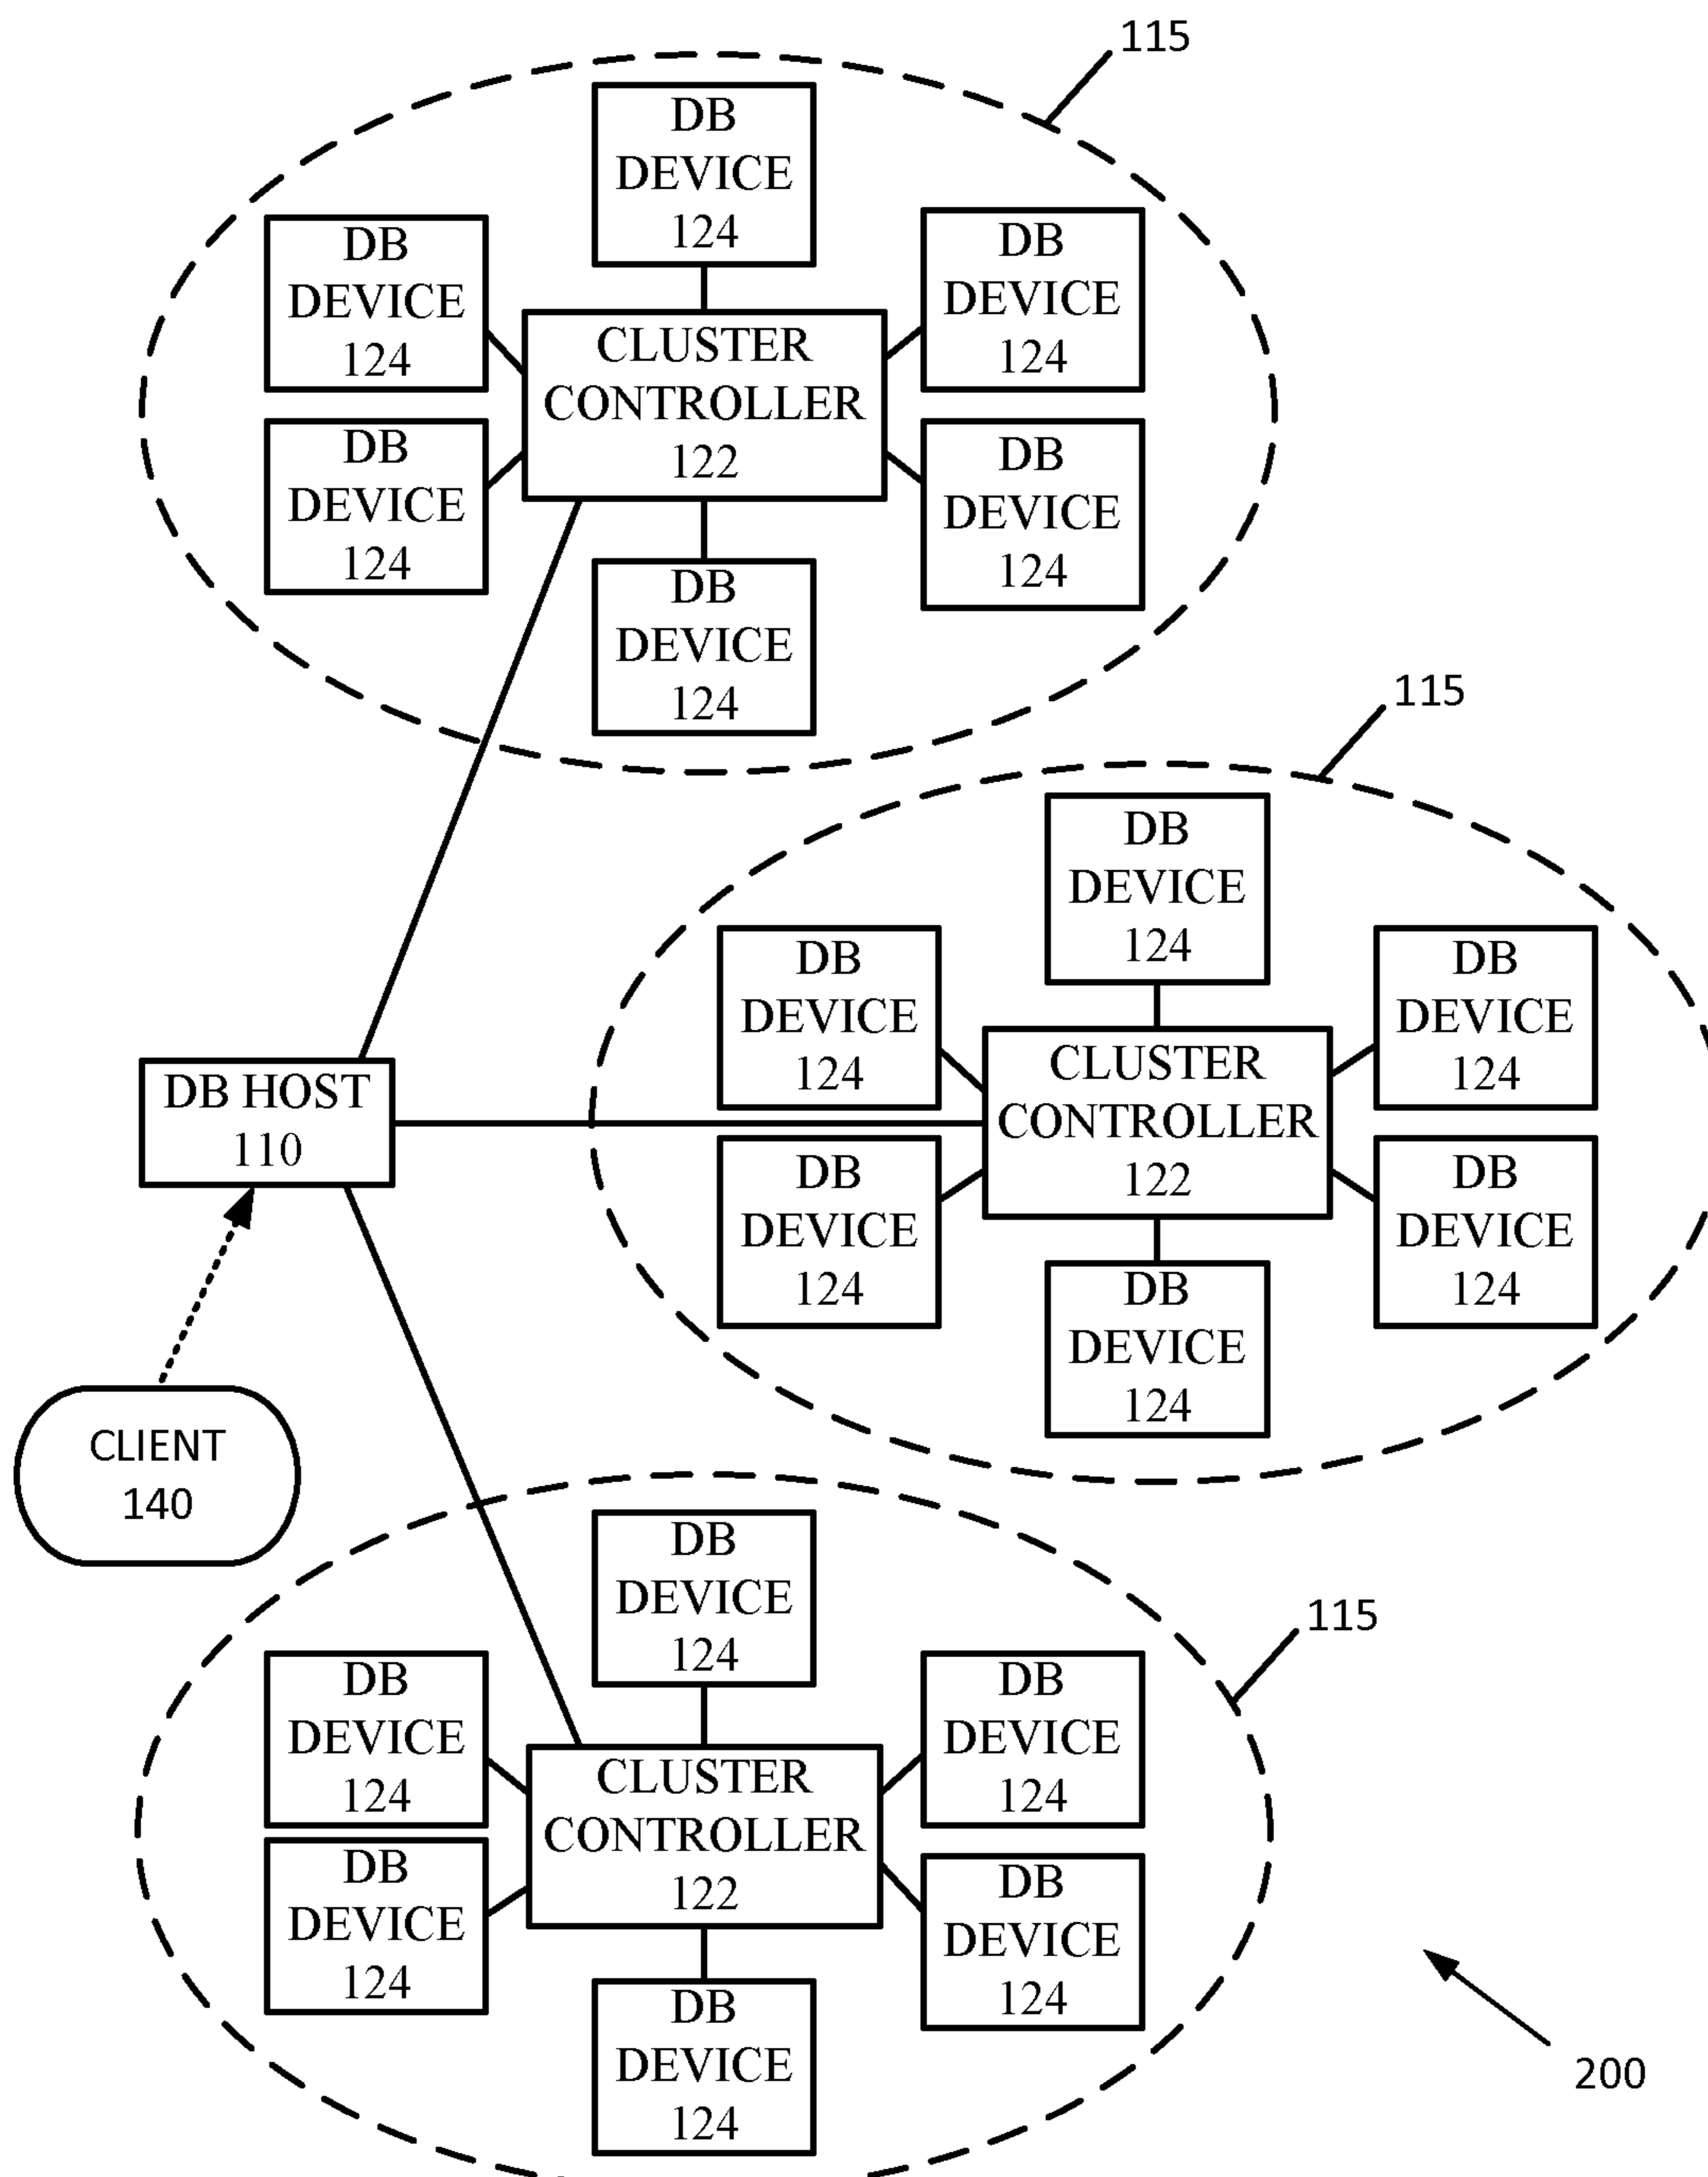 115
DB
DEVICE
124
DB
DEVICE
124
DB
DEVICE
124
CLUSTER
CONTROLLER
122
DB
DEVICE
124
DB
DEVICE
124
DB
DEVICE
124
115
DB
DEVICE
124
DB
DEVICE
124
DB
DEVICE
124
CLUSTER
CONTROLLER
122
DB HOST
110
DB
DEVICE
124
DB
DEVICE
124
DB
DEVICE
124
CLIENT
140
DB
DEVICE
124
115
DB
DEVICE
124
DB
DEVICE
124
CLUSTER
CONTROLLER
122
DB
DEVICE
124
DB
DEVICE
124
DB
DEVICE
124
200